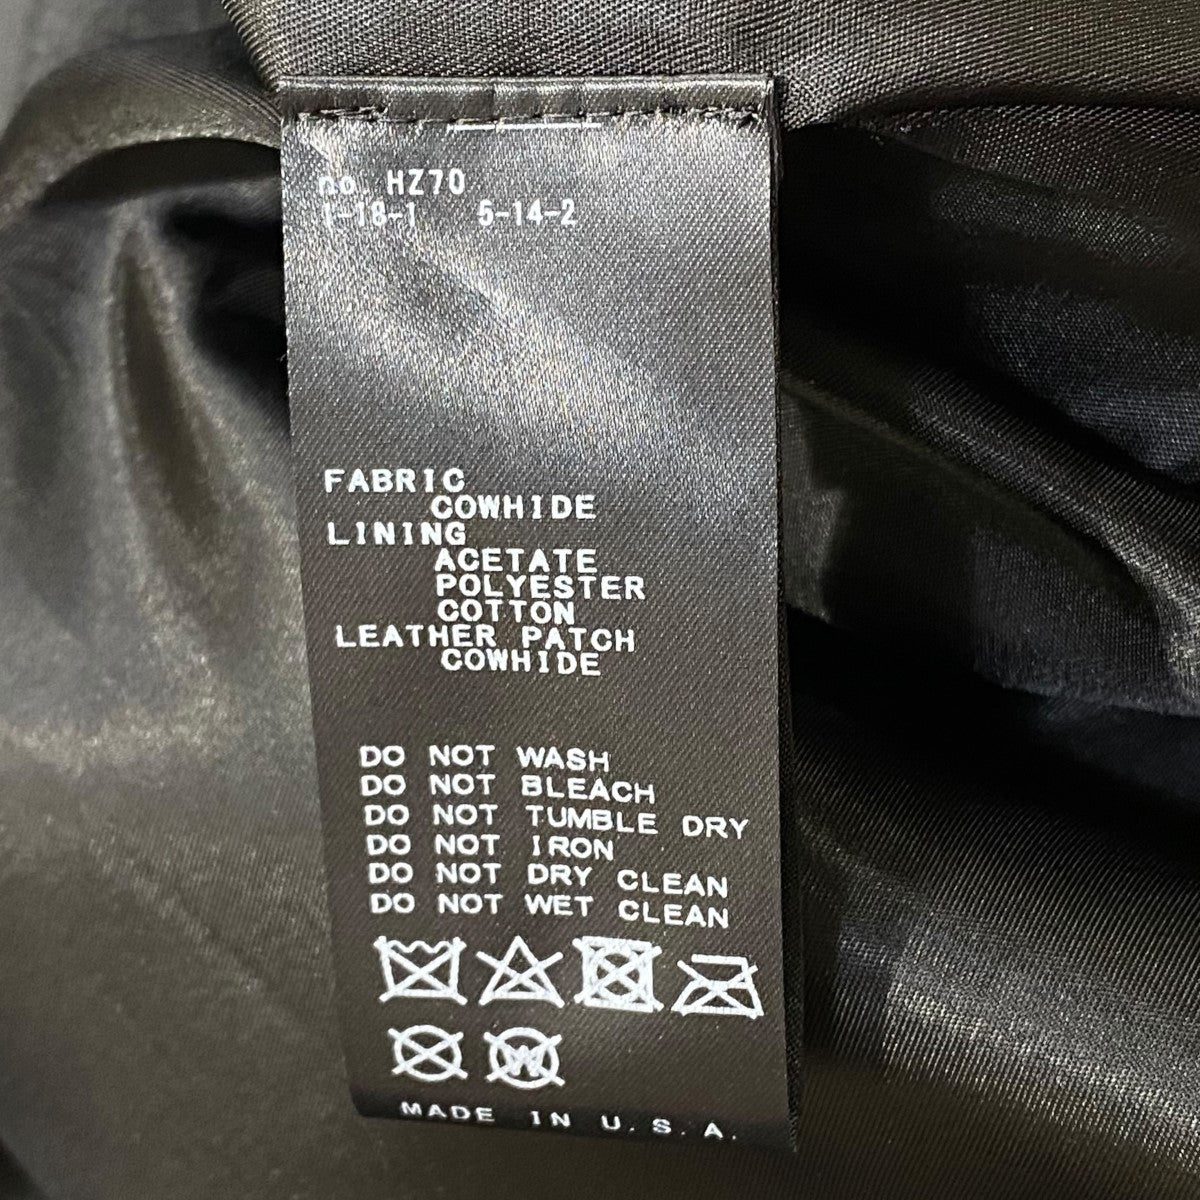 no. HZ70
1-18-1 5-14-2
FABRIC
COWHIDE
LINING
ACETATE
POLYESTER
COTTON
LEATHER PATCH
COWHIDE
DO NOT WASH
DO NOT BLEACH
DO NOT TUMBLE DRY
DO NOT IRON
DO NOT DRY CLEAN
DO NOT WET CLEAN
W
MADE IN U.S.A.